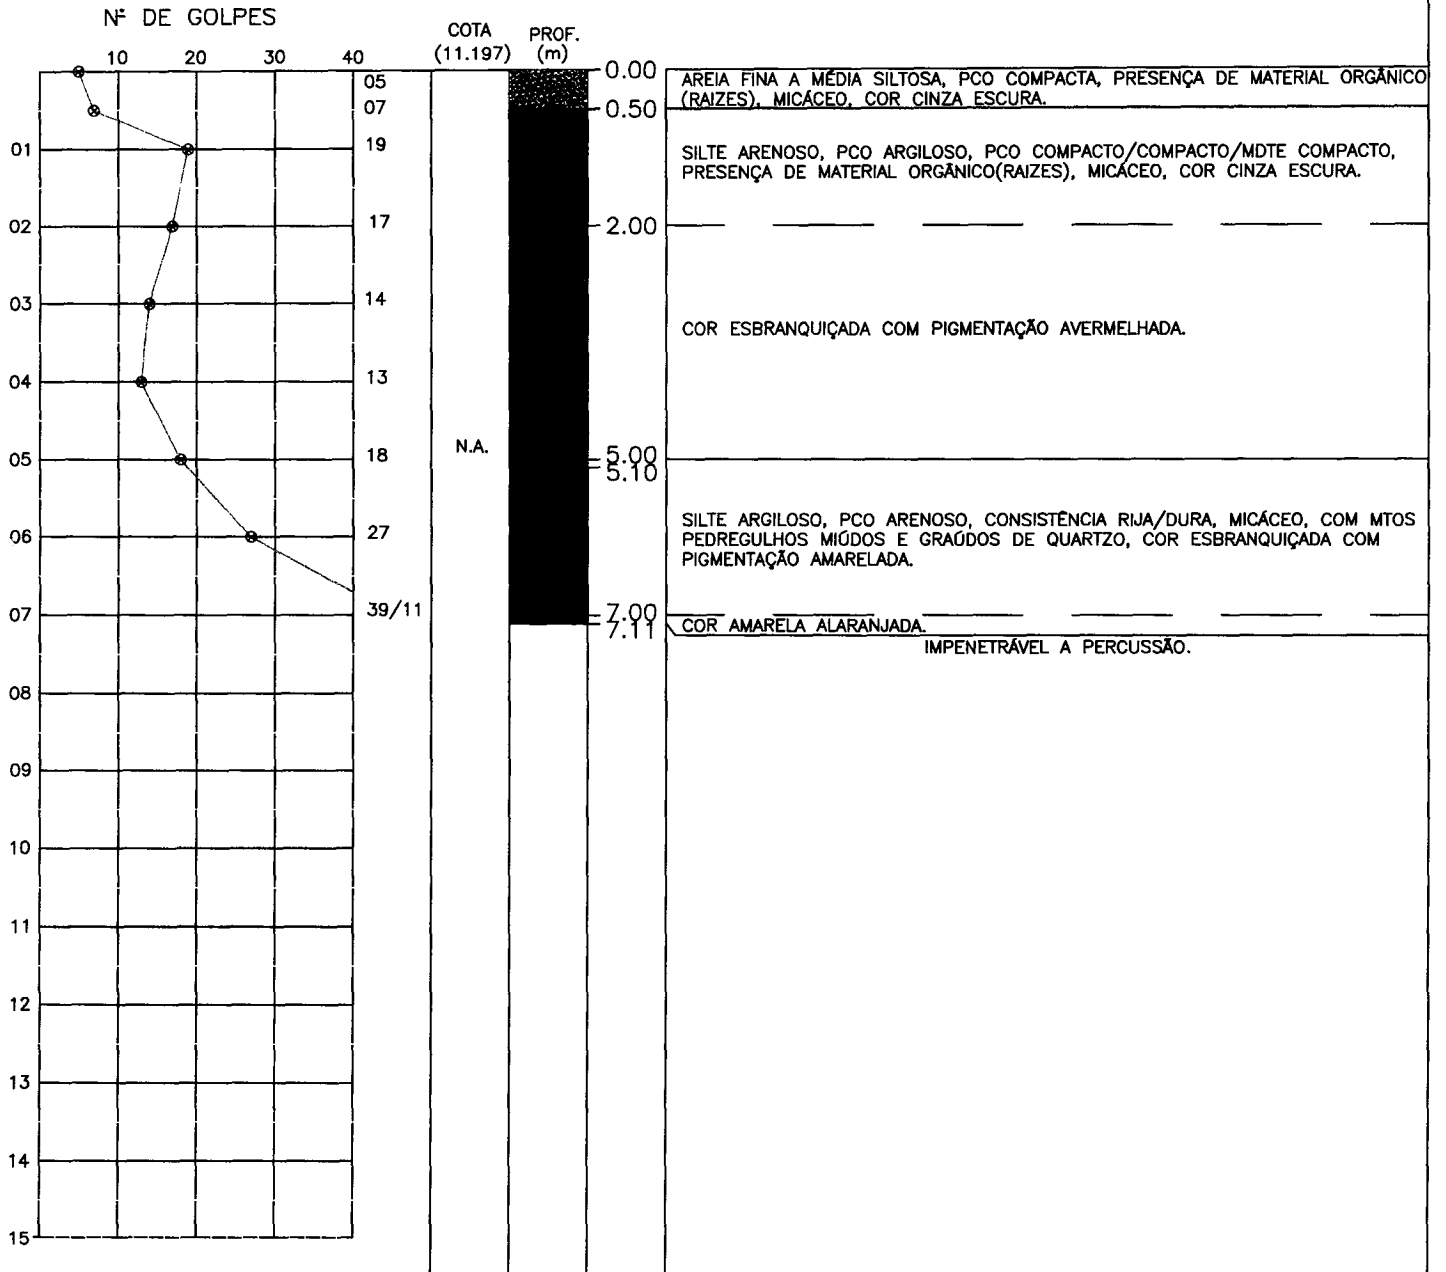 Nº DE GOLPES
10 20 30 40
COTA
(11.197)
PROF.
(m)
05
07
01 19
02 17
03 14
04 13
05 18
06 27
07 39/11
08
09
10
11
12
13
14
15
N.A.
0.00
0.50
2.00
5.00
5.10
7.00
7.11
AREIA FINA A MÉDIA SILTOSA, PCO COMPACTA, PRESENÇA DE MATERIAL ORGÂNICO
(RAIZES), MICÁCEO, COR CINZA ESCURA.
SILTE ARENOSO, PCO ARGILOSO, PCO COMPACTO/COMPACTO/MDTE COMPACTO,
PRESENÇA DE MATERIAL ORGÂNICO(RAIZES), MICÁCEO, COR CINZA ESCURA.
COR ESBRANQUIÇADA COM PIGMENTAÇÃO AVERMELHADA.
SILTE ARGILOSO, PCO ARENOSO, CONSISTÊNCIA RIJA/DURA, MICÁCEO, COM MTOS
PEDREGULHOS MIÚDOS E GRAÚDOS DE QUARTZO, COR ESBRANQUIÇADA COM
PIGMENTAÇÃO AMARELADA.
COR AMARELA ALARANJADA.
IMPENETRÁVEL A PERCUSSÃO.